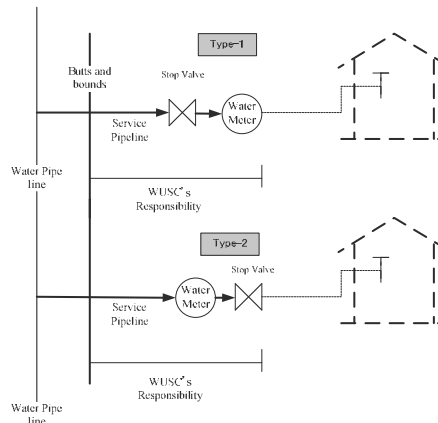 Type-1
Butts and
bounds
Stop Valve
Water
Meter
Service
Pipeline
Water Pipe
line
WUSC's
Responsibility
Type-2
Stop Valve
Water
Meter
Service
Pipeline
WUSC's
Responsibility
Water Pipe
line